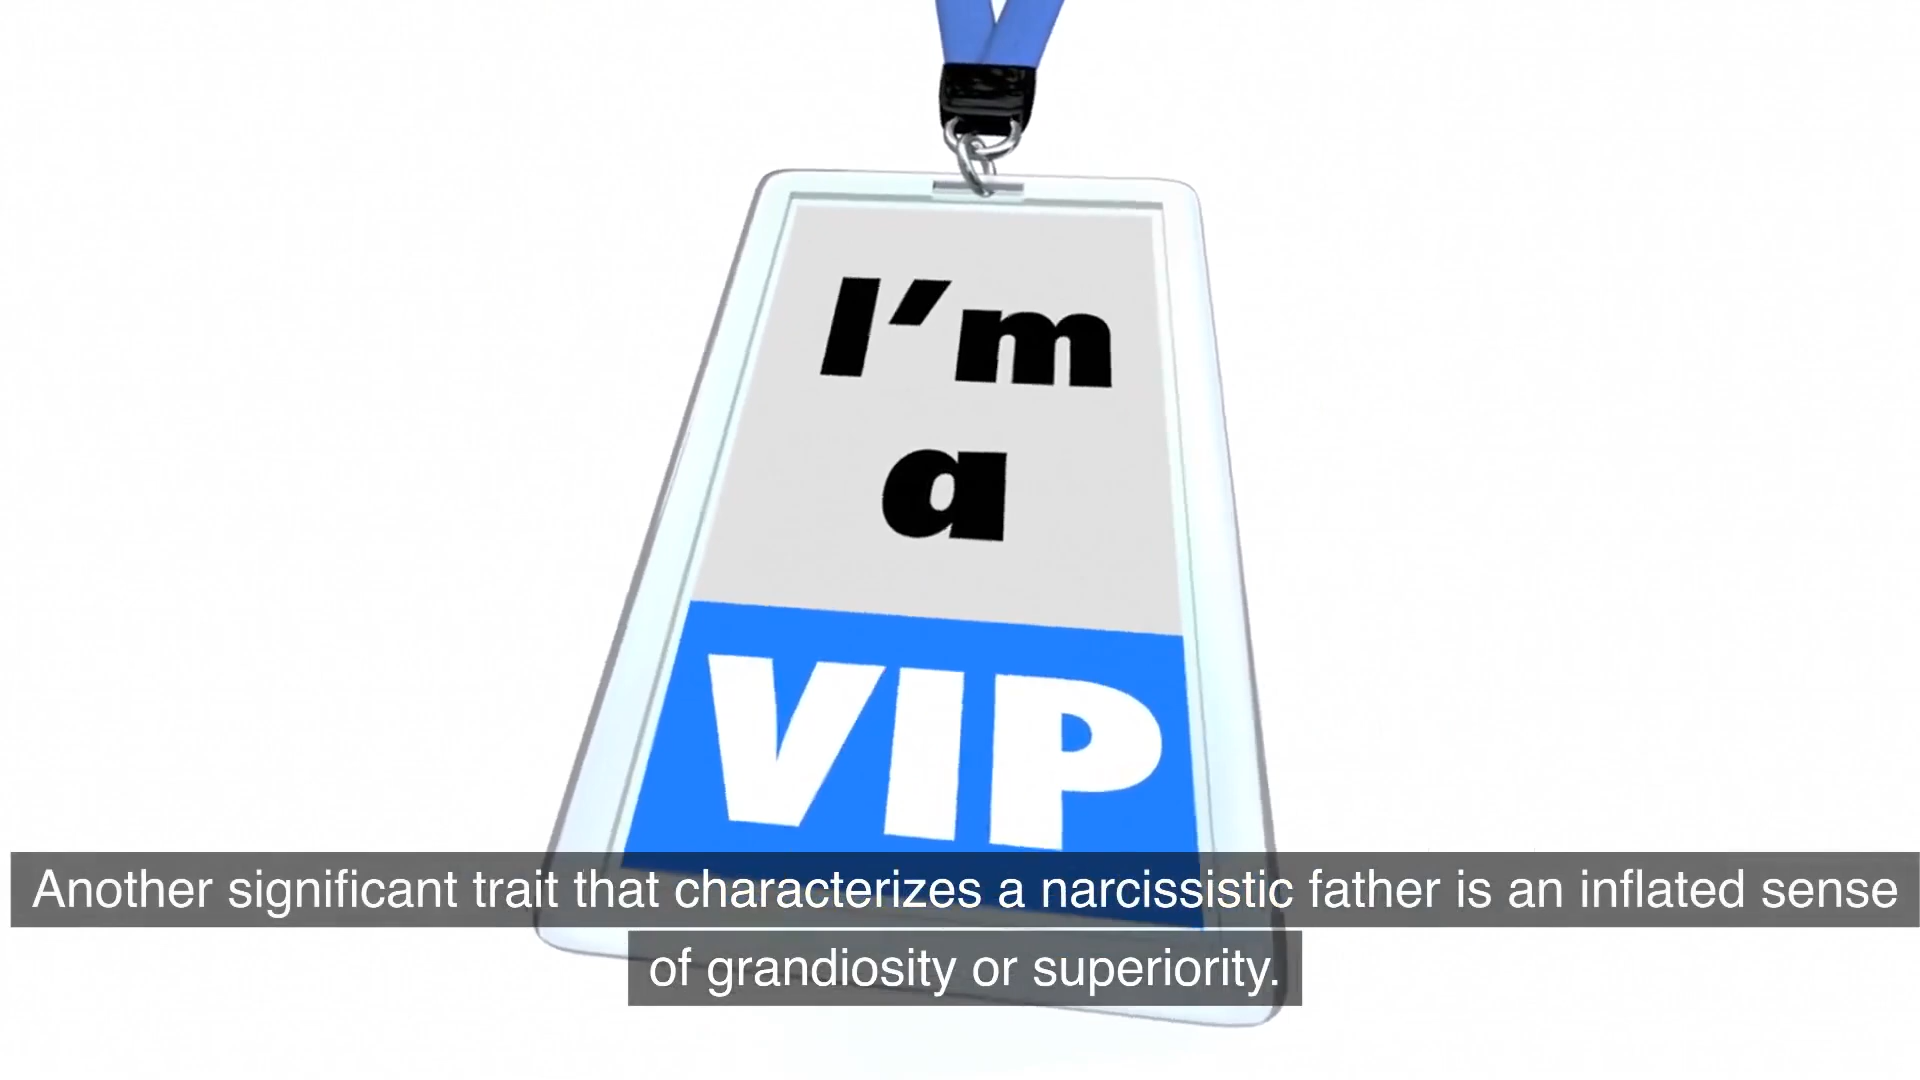 I'm
a
VIP
Another significant trait that characterizes a narcissistic father is an inflated sense
of grandiosity or superiority.